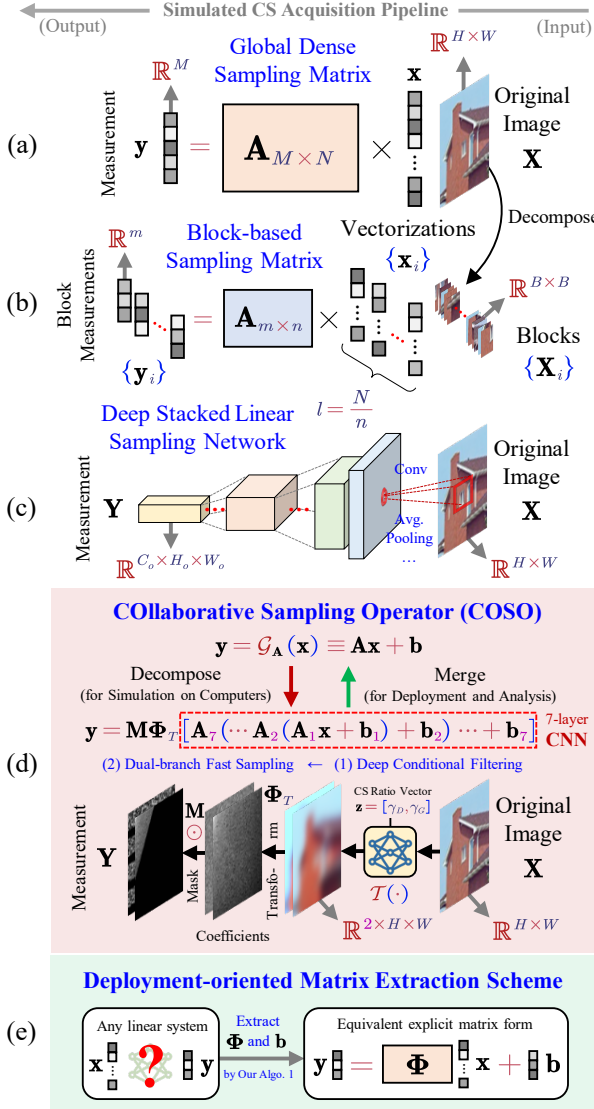 Simulated CS Acquisition Pipeline
(Output)
(Input)
(a)
Global Dense
Sampling Matrix
ℝ^M
ℝ^{H×W}
x
Measurement
y = A_{M×N} ×
⋮
Original
Image
X
Decompose
(b)
Block-based
Sampling Matrix
Vectorizations
{x_i}
ℝ^m
ℝ^{B×B}
Block
Measurements
= A_{m×n} ×
{y_i}
Blocks
{X_i}
l = N/n
(c)
Deep Stacked Linear
Sampling Network
Measurement
Y
Conv
Avg.
Pooling
...
Original
Image
X
ℝ^{C_o×H_o×W_o}
ℝ^{H×W}
(d)
COllaborative Sampling Operator (COSO)
y = 𝒢_A(x) ≡ Ax + b
Decompose
(for Simulation on Computers)
Merge
(for Deployment and Analysis)
y = MΦ_T[A_7(⋯ A_2(A_1x + b_1) + b_2) ⋯ + b_7]
7-layer
CNN
(2) Dual-branch Fast Sampling ← (1) Deep Conditional Filtering
Measurement
Y
M
⊙
Mask
Coefficients
Φ_T
Transfo-
rm
CS Ratio Vector
z = [γ_D, γ_G]
𝒯(·)
ℝ^{2×H×W}
Original
Image
X
ℝ^{H×W}
(e)
Deployment-oriented Matrix Extraction Scheme
Any linear system
x ? y
Extract
Φ and b
by Our Algo. 1
Equivalent explicit matrix form
y = Φ x + b